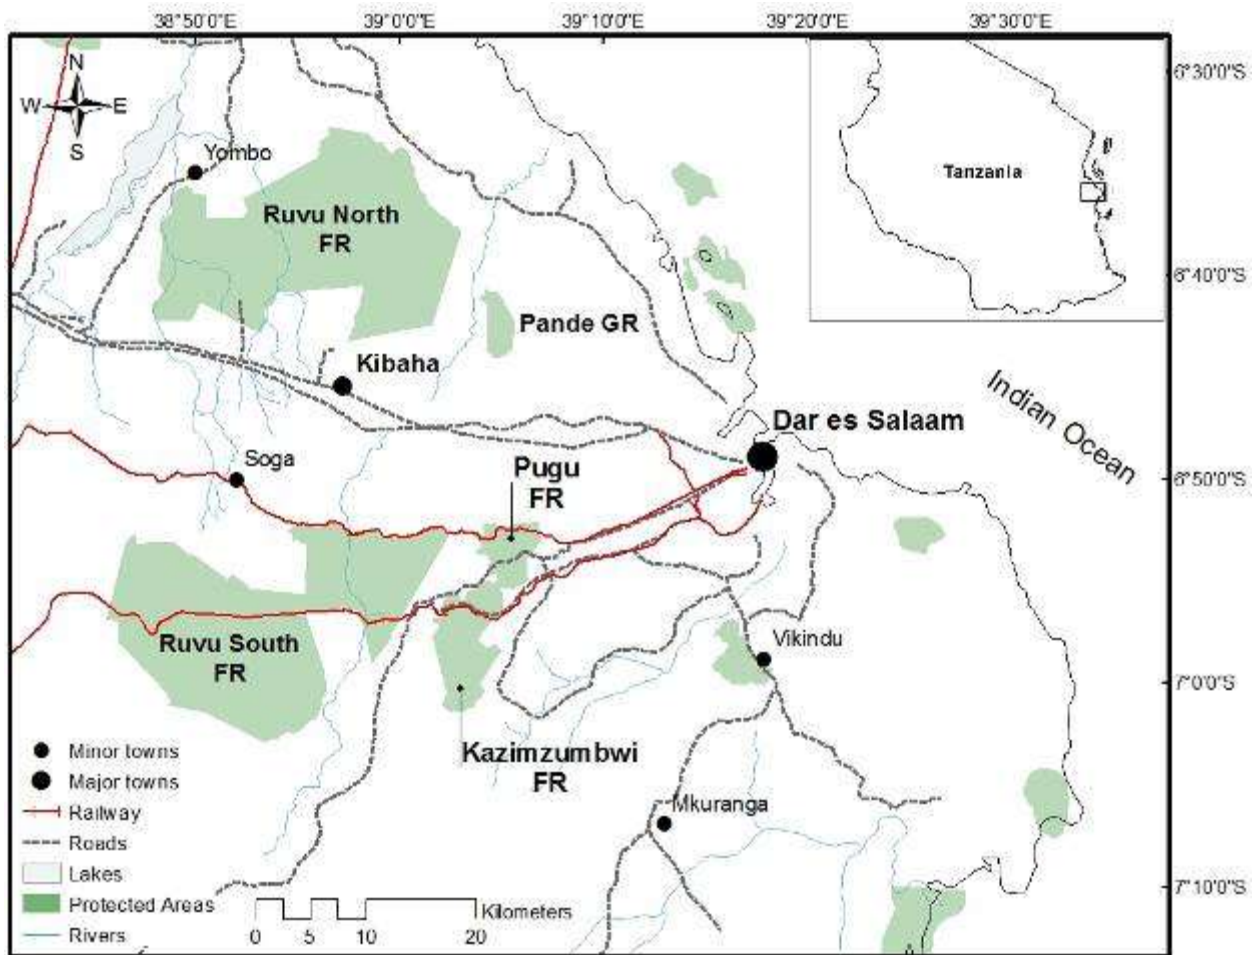 38°50'0"E 39°0'0"E 39°10'0"E 39°20'0"E 39°30'0"E
6°30'0"S
6°40'0"S
6°50'0"S
7°0'0"S
7°10'0"S
N
W E
S
Tanzania
Yombo
Ruvu North
FR
Pande GR
Kibaha
Indian Ocean
Dar es Salaam
Soga
Pugu
FR
Ruvu South
FR
Vikindu
Kazimzumbwi
FR
Mkuranga
Minor towns
Major towns
Railway
Roads
Lakes
Protected Areas
Rivers
Kilometers
0 5 10 20